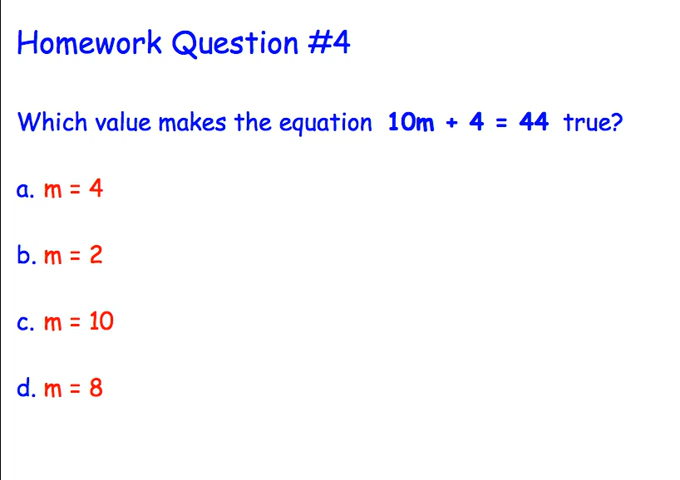 Homework Question #4
Which value makes the equation 10m + 4 = 44 true?
a. m = 4
b. m = 2
c. m = 10
d. m = 8